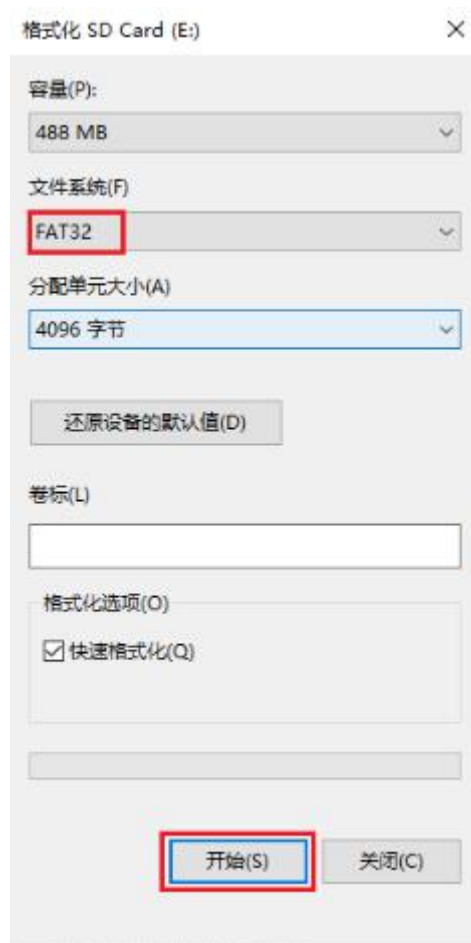 格式化 SD Card (E:)
容量(P):
488 MB
文件系统(F)
FAT32
分配单元大小(A)
4096 字节
还原设备的默认值(D)
卷标(L)
格式化选项(O)
快速格式化(Q)
开始(S)
关闭(C)